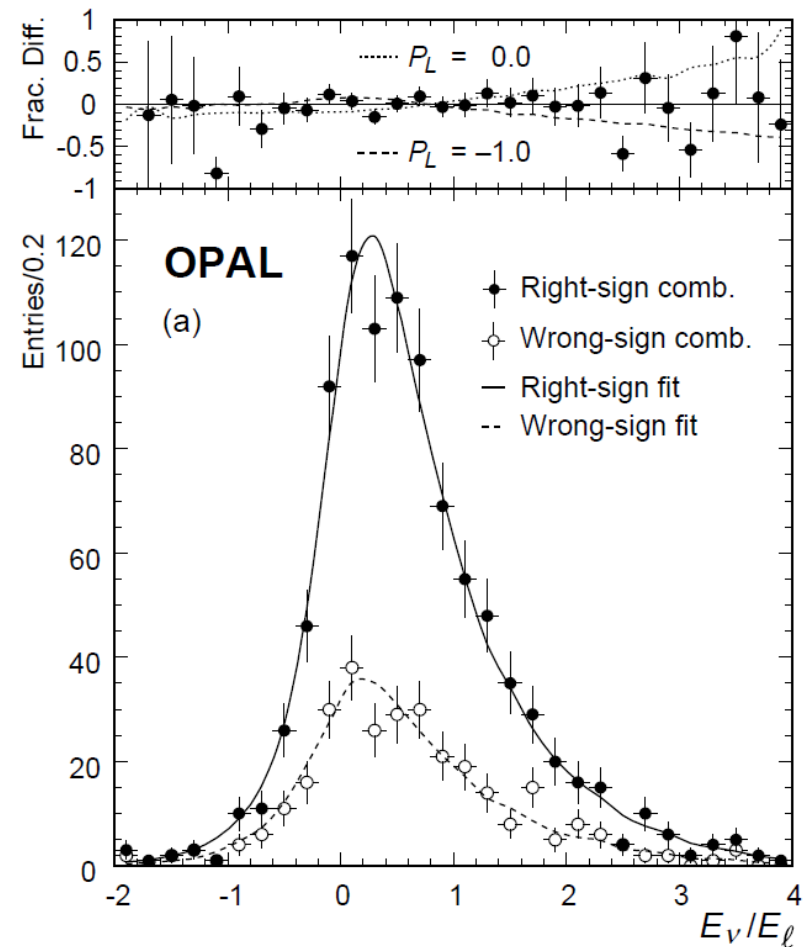 Frac. Diff.
1
0.5
0
-0.5
-1
P_L = 0.0
P_L = –1.0
Entries/0.2
120
100
80
60
40
20
0
OPAL
(a)
Right-sign comb.
Wrong-sign comb.
Right-sign fit
Wrong-sign fit
-2 -1 0 1 2 3 4
E_ν/E_ℓ